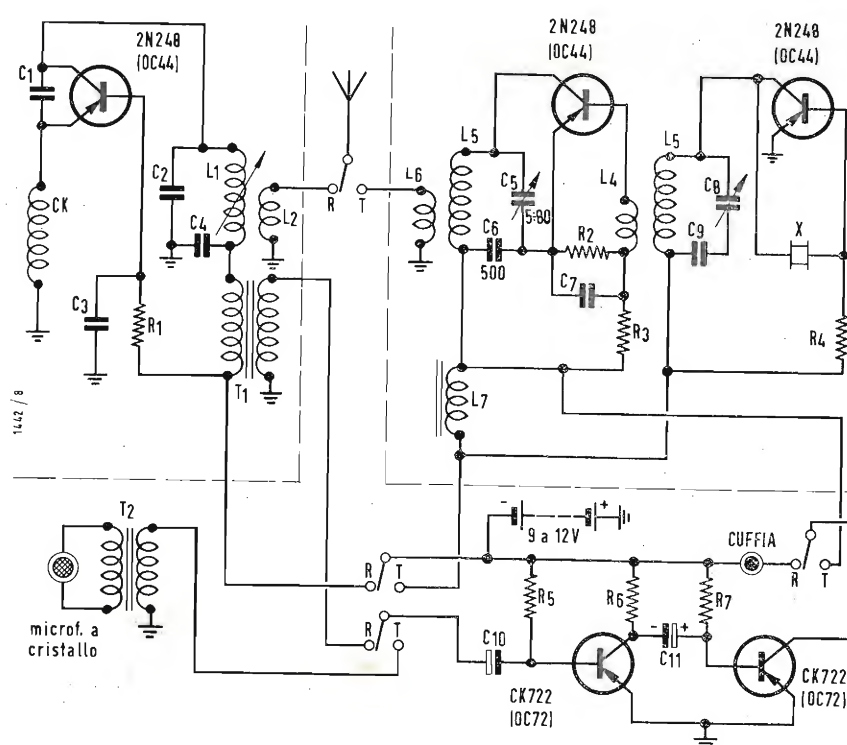 2N248
(OC44)
C1
CK
C2
L1
C4
L2
C3
R1
T1
R
T
2N248
(OC44)
L6
L5
C5
5÷80
C6
500
L4
R2
C7
R3
L7
2N248
(OC44)
L5
C8
C9
X
R4
1442/8
T2
microf. a
cristallo
R
T
R
T
- +
9 a 12V
CUFFIA
R
T
R5
R6
R7
C10
- +
C11
CK722
(OC72)
CK722
(OC72)